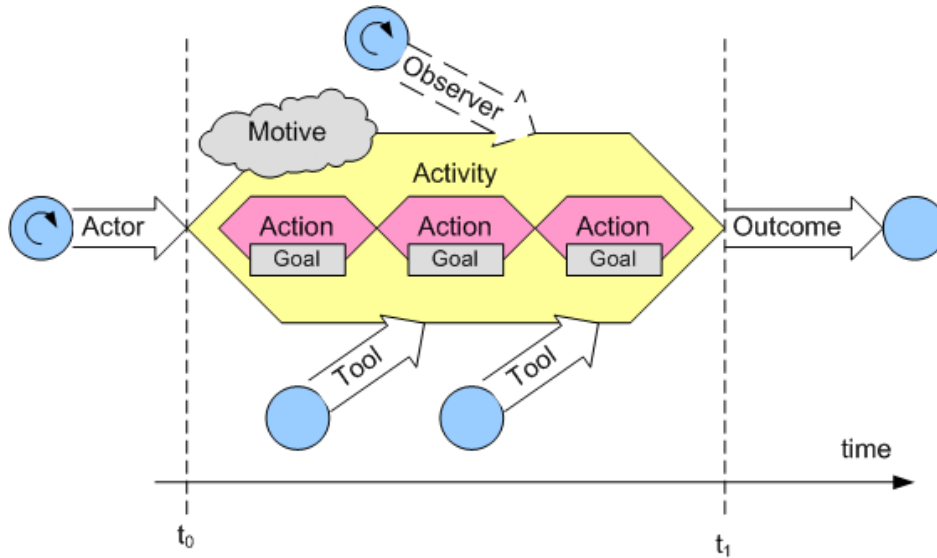 Observer
Motive
Activity
Actor
Action
Action
Action
Outcome
Goal
Goal
Goal
Tool
Tool
time
t0
t1